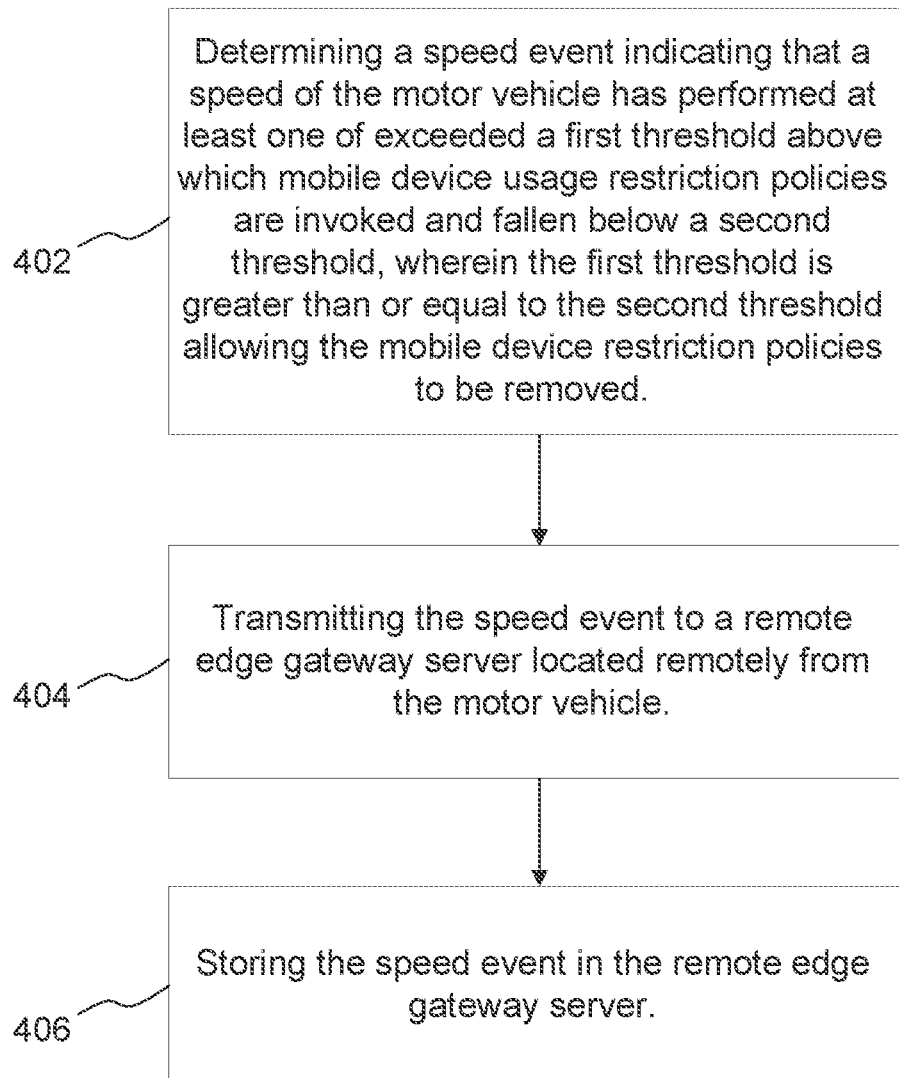 Determining a speed event indicating that a
speed of the motor vehicle has performed at
least one of exceeded a first threshold above
which mobile device usage restriction policies
are invoked and fallen below a second
threshold, wherein the first threshold is
greater than or equal to the second threshold
allowing the mobile device restriction policies
to be removed.
402
Transmitting the speed event to a remote
edge gateway server located remotely from
the motor vehicle.
404
Storing the speed event in the remote edge
gateway server.
406